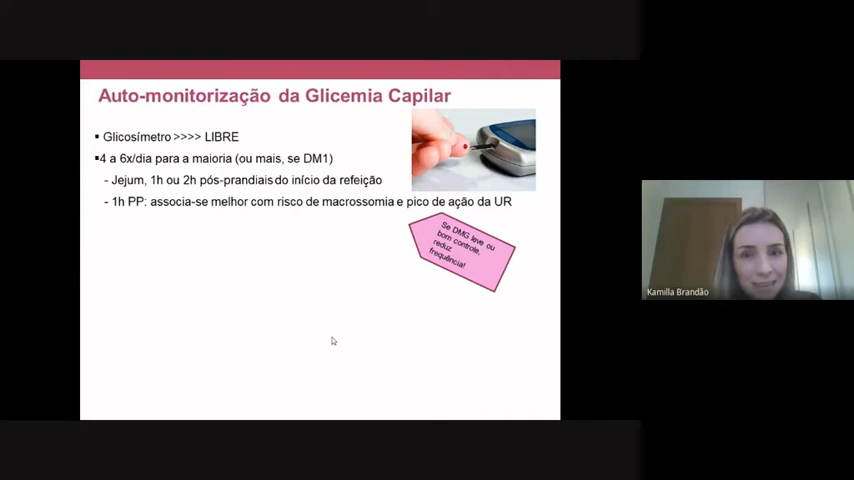 Auto-monitorização da Glicemia Capilar
▪ Glicosímetro >>>> LIBRE
▪4 a 6x/dia para a maioria (ou mais, se DM1)
- Jejum, 1h ou 2h pós-prandiais do início da refeição
- 1h PP: associa-se melhor com risco de macrossomia e pico de ação da UR
Se DMG leve ou
bom controle,
reduz
frequência!
Kamilla Brandão